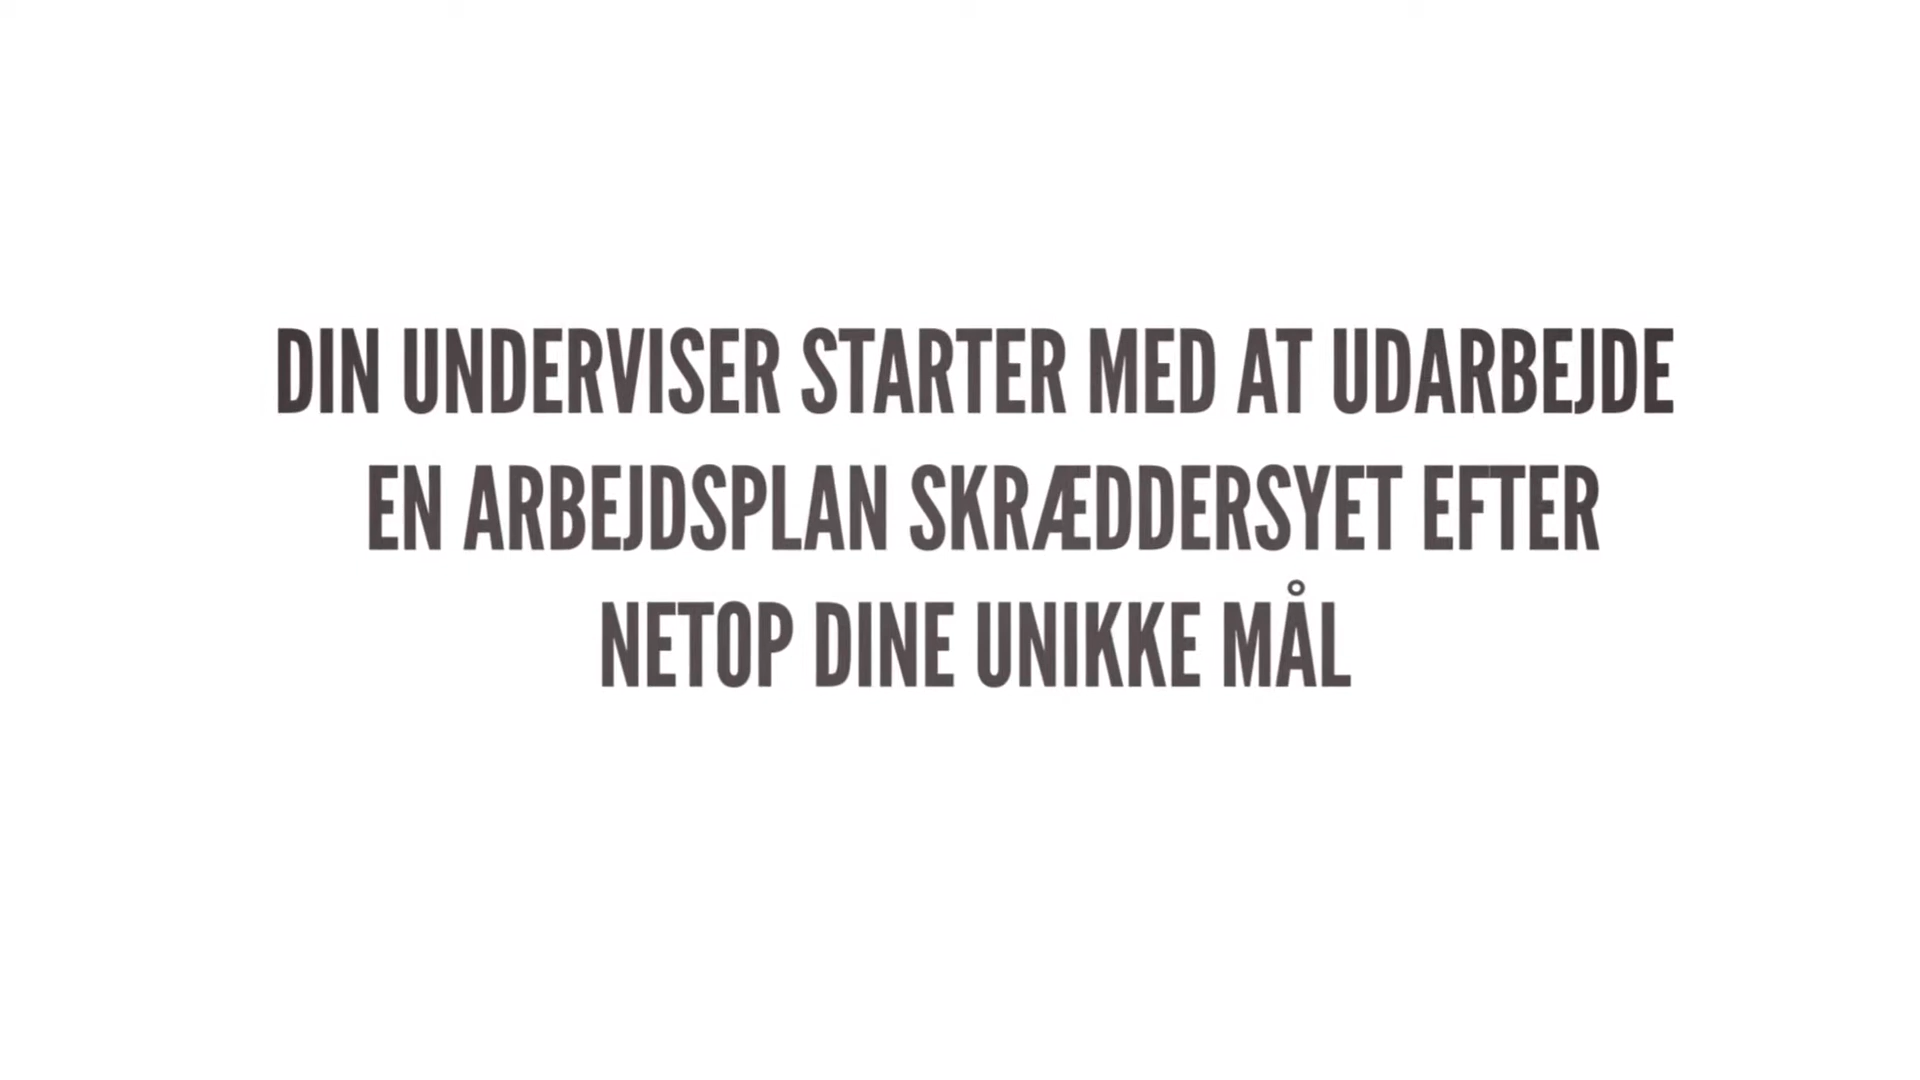 DIN UNDERVISER STARTER MED AT UDARBEJDE
EN ARBEJDSPLAN SKRÆDDERSYET EFTER
NETOP DINE UNIKKE MÅL